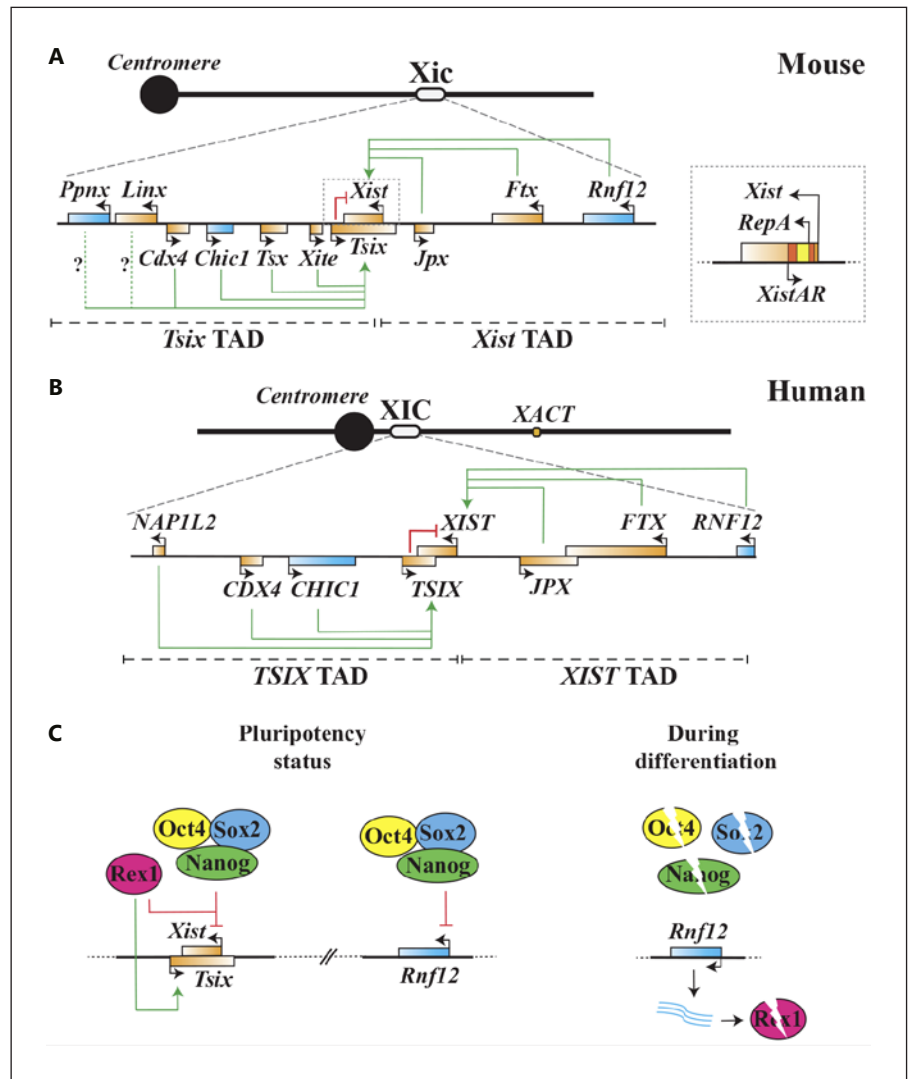 A
Centromere
Xic
Mouse
Ppnx Linx Xist Ftx Rnf12
Cdx4 Chic1 Tsx Xite Tsix Jpx
? ?
Tsix TAD Xist TAD
Xist
RepA
XistAR
B
Human
Centromere XIC XACT
NAP1L2 XIST FTX RNF12
CDX4 CHIC1 TSIX JPX
TSIX TAD XIST TAD
C
Pluripotency
status
During
differentiation
Oct4 Sox2
Nanog
Rex1
Xist
Tsix
Oct4 Sox2
Nanog
Rnf12
//
Oct4 Sox2
Nanog
Rnf12
Rex1